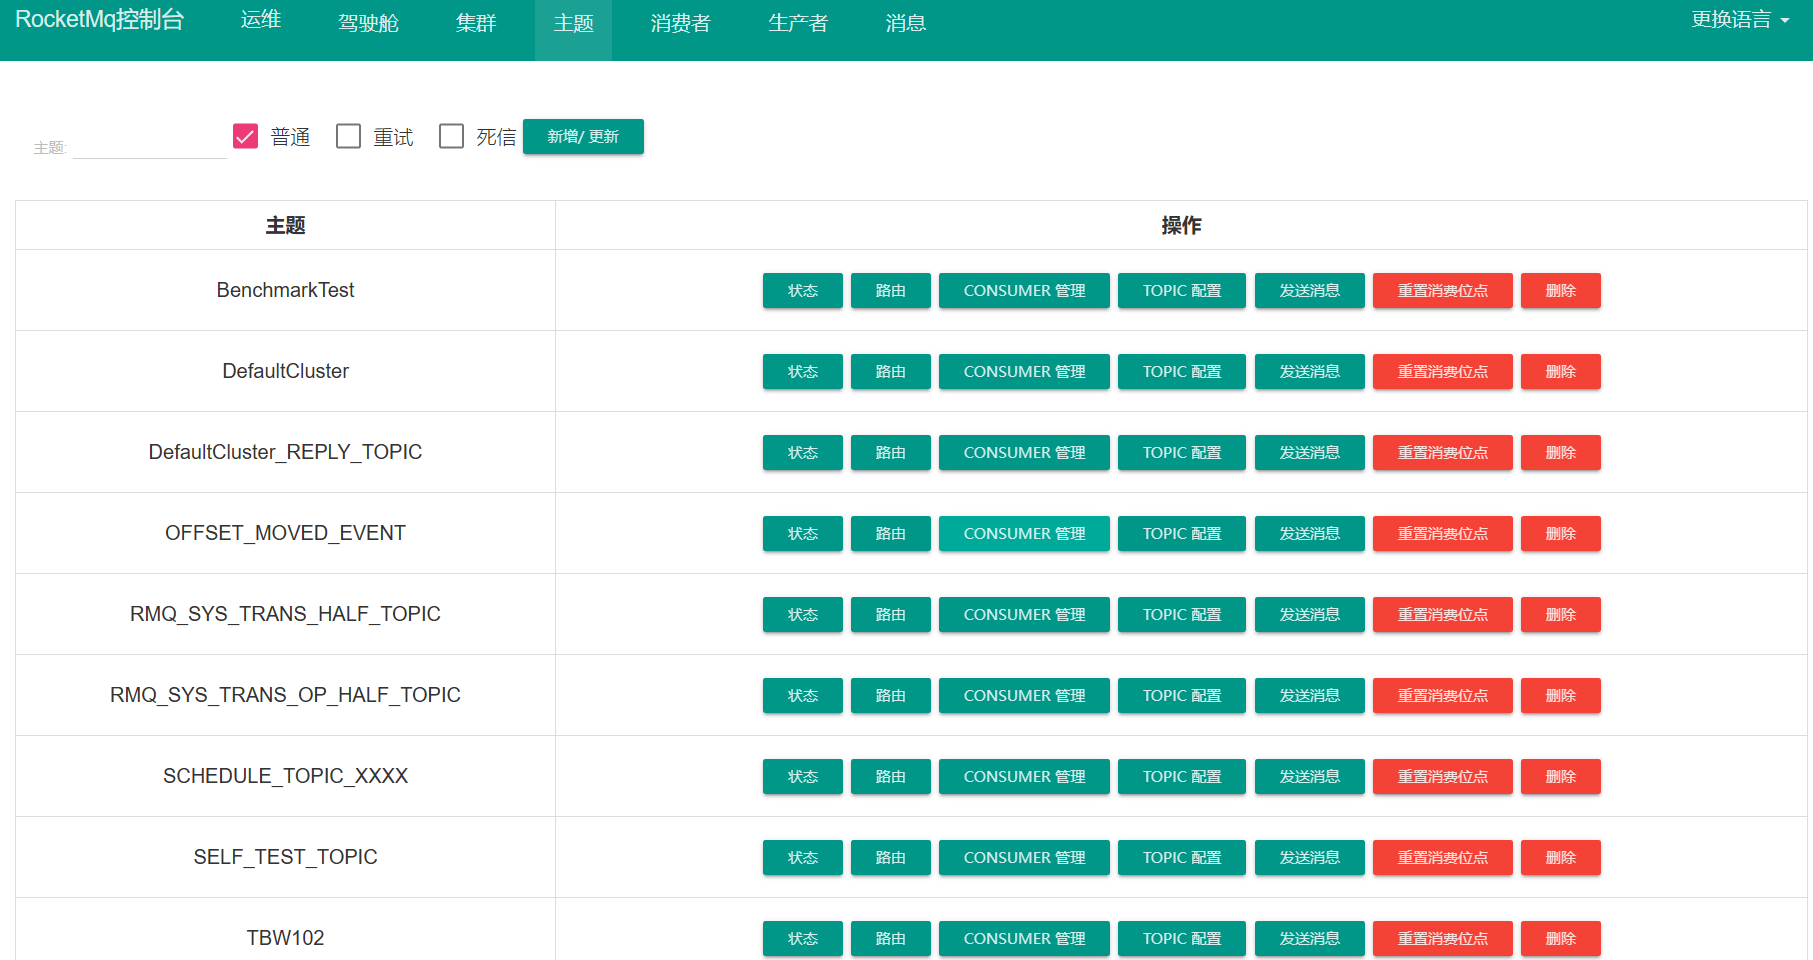 RocketMq控制台 运维 驾驶舱 集群 主题 消费者 生产者 消息 更换语言
主题: 普通 重试 死信 新增/ 更新
主题 操作
BenchmarkTest 状态 路由 CONSUMER 管理 TOPIC 配置 发送消息 重置消费位点 删除
DefaultCluster 状态 路由 CONSUMER 管理 TOPIC 配置 发送消息 重置消费位点 删除
DefaultCluster_REPLY_TOPIC 状态 路由 CONSUMER 管理 TOPIC 配置 发送消息 重置消费位点 删除
OFFSET_MOVED_EVENT 状态 路由 CONSUMER 管理 TOPIC 配置 发送消息 重置消费位点 删除
RMQ_SYS_TRANS_HALF_TOPIC 状态 路由 CONSUMER 管理 TOPIC 配置 发送消息 重置消费位点 删除
RMQ_SYS_TRANS_OP_HALF_TOPIC 状态 路由 CONSUMER 管理 TOPIC 配置 发送消息 重置消费位点 删除
SCHEDULE_TOPIC_XXXX 状态 路由 CONSUMER 管理 TOPIC 配置 发送消息 重置消费位点 删除
SELF_TEST_TOPIC 状态 路由 CONSUMER 管理 TOPIC 配置 发送消息 重置消费位点 删除
TBW102 状态 路由 CONSUMER 管理 TOPIC 配置 发送消息 重置消费位点 删除